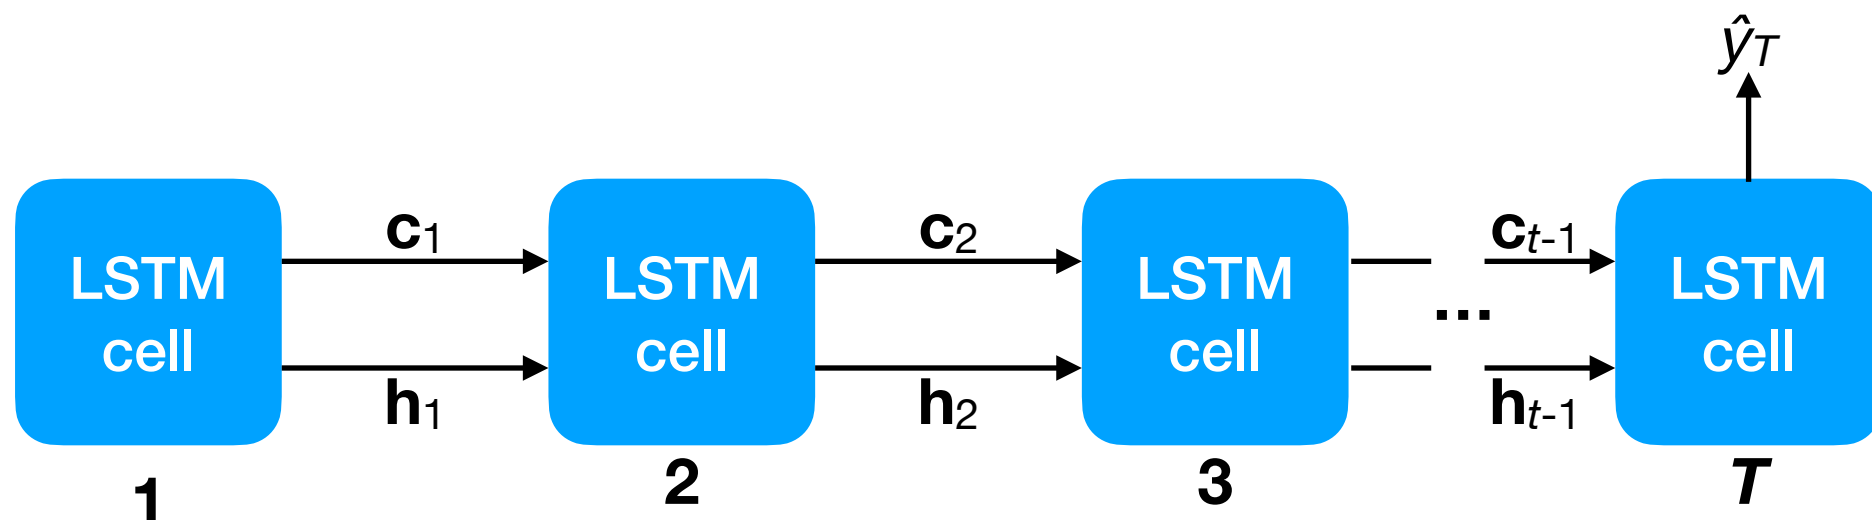 ŷT
c1
c2
ct-1
LSTM
cell
LSTM
cell
LSTM
cell
...
LSTM
cell
h1
h2
ht-1
1
2
3
T